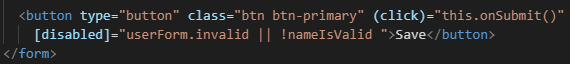 <button type="button" class="btn btn-primary" (click)="this.onSubmit()"
[disabled]="userForm.invalid || !nameIsValid ">Save</button>
</form>